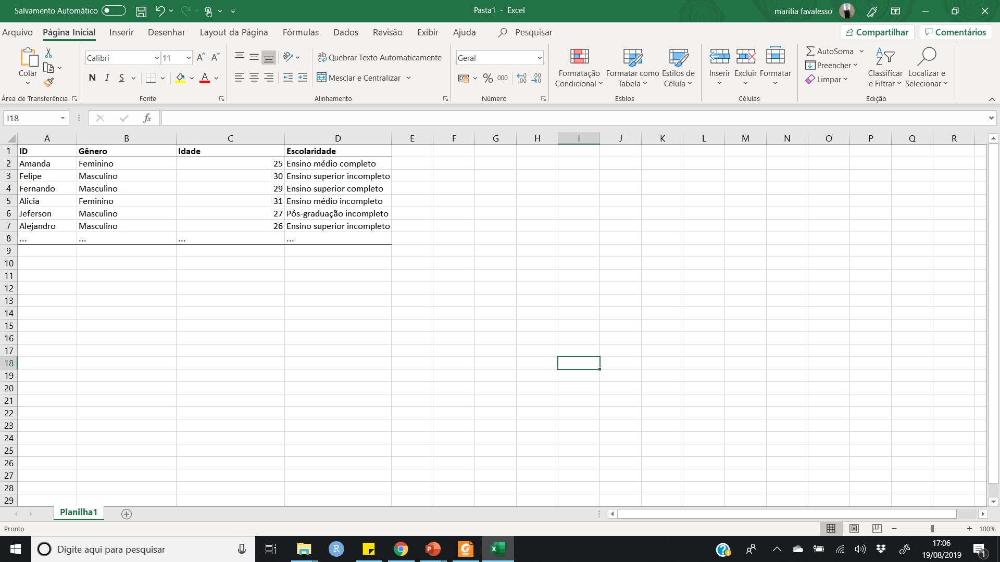 Salvamento Automático
Pasta1 - Excel
marilia favalesso
Arquivo Página Inicial Inserir Desenhar Layout da Página Fórmulas Dados Revisão Exibir Ajuda Pesquisar
Compartilhar Comentários
Colar
Área de Transferência
Calibri 11
N I S A
Fonte
ab Quebrar Texto Automaticamente
Mesclar e Centralizar
Alinhamento
Geral
% 000 ,00 ,00
Número
Formatação Condicional
Formatar como Tabela
Estilos de Célula
Estilos
Inserir Excluir Formatar
Células
AutoSoma
Preencher
Limpar
Classificar e Filtrar
Localizar e Selecionar
Edição
I18 fx
A B C D E F G H I J K L M N O P Q R
1 ID Gênero Idade Escolaridade
2 Amanda Feminino 25 Ensino médio completo
3 Felipe Masculino 30 Ensino superior incompleto
4 Fernando Masculino 29 Ensino superior completo
5 Alicia Feminino 31 Ensino médio incompleto
6 Jeferson Masculino 27 Pós-graduação incompleto
7 Alejandro Masculino 26 Ensino superior incompleto
8 ... ... ... ...
9
10
11
12
13
14
15
16
17
18
19
20
21
22
23
24
25
26
27
28
29
Planilha1
Pronto
100%
Digite aqui para pesquisar
17:06
19/08/2019
1